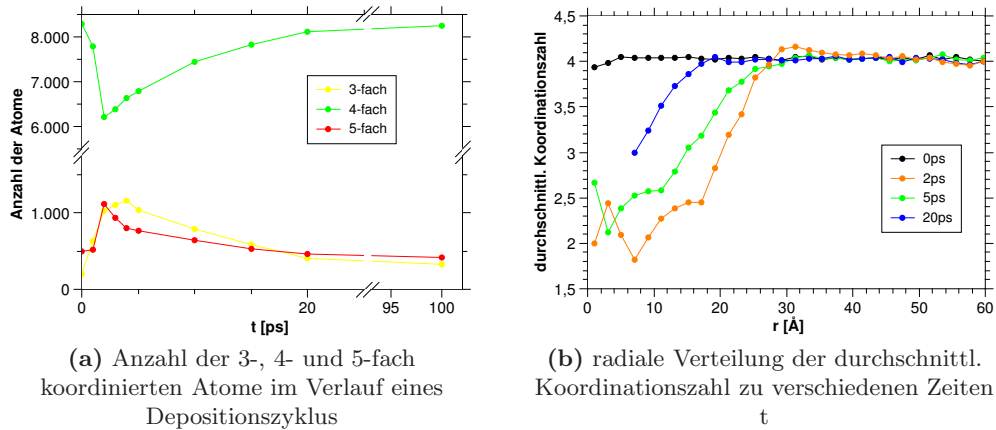 8.000
7.000
6.000
1.000
0
Anzahl der Atome
3-fach
4-fach
5-fach
0
20
95
100
t [ps]
(a) Anzahl der 3-, 4- und 5-fach
koordinierten Atome im Verlauf eines
Depositionszyklus
4,5
4
3,5
3
2,5
2
1,5
durchschnittl. Koordinationszahl
0ps
2ps
5ps
20ps
0
10
20
30
40
50
60
r [Å]
(b) radiale Verteilung der durchschnittl.
Koordinationszahl zu verschiedenen Zeiten
t